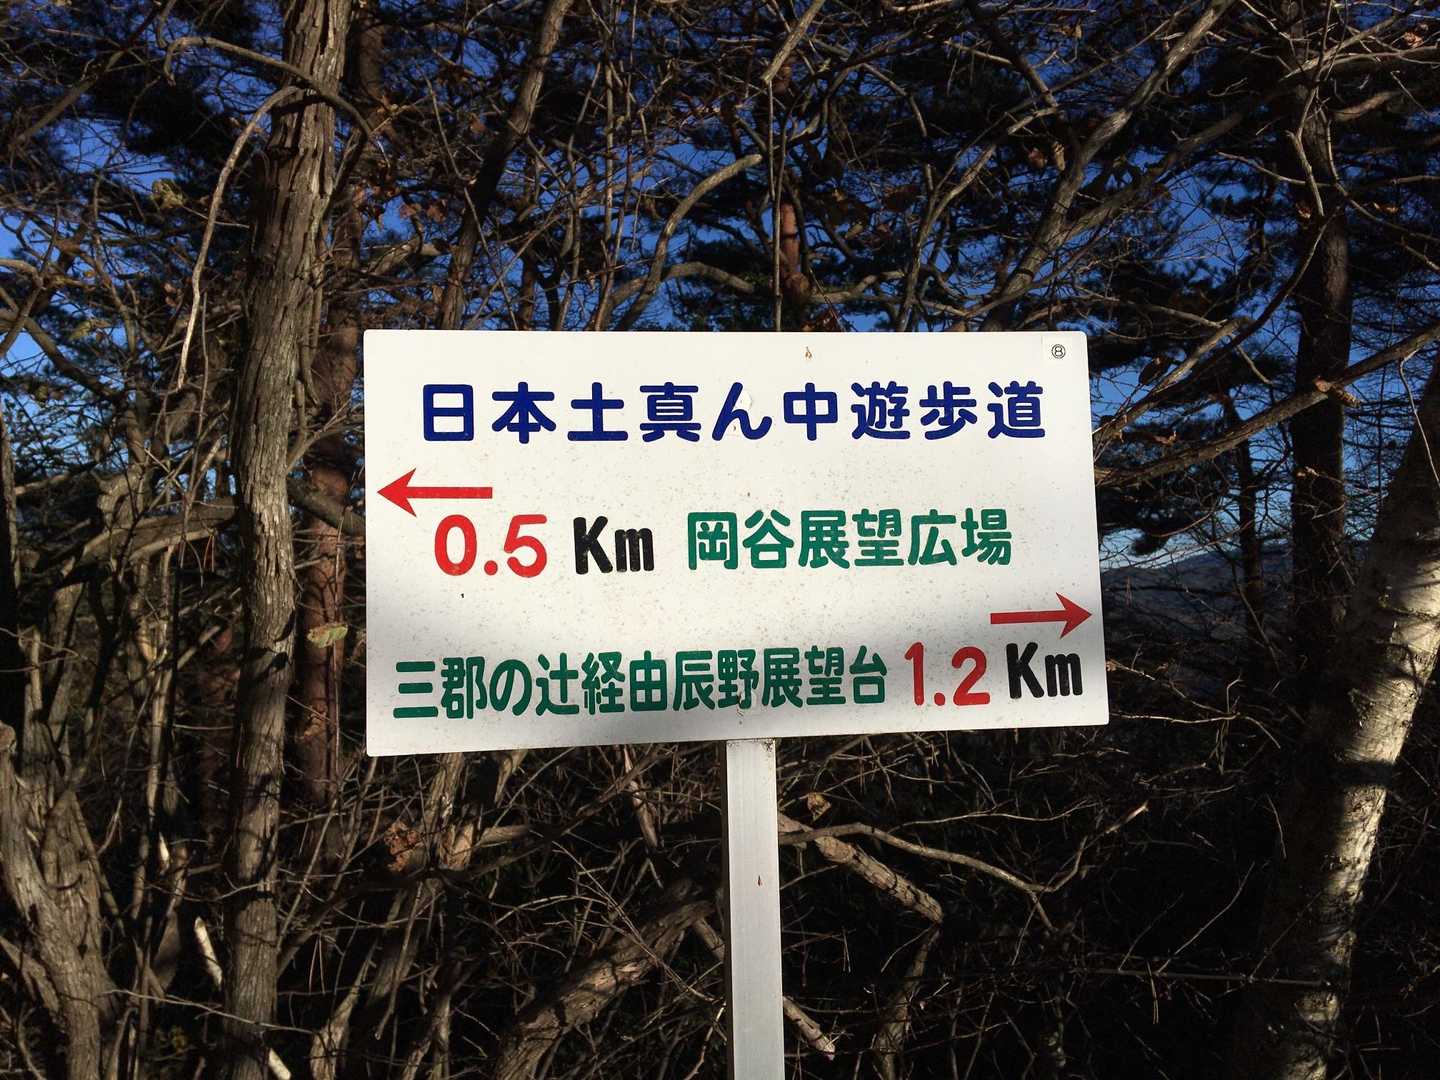 ⑧
日本土真ん中遊歩道
←
0.5 Km 岡谷展望広場
→
三郡の辻経由辰野展望台 1.2 Km